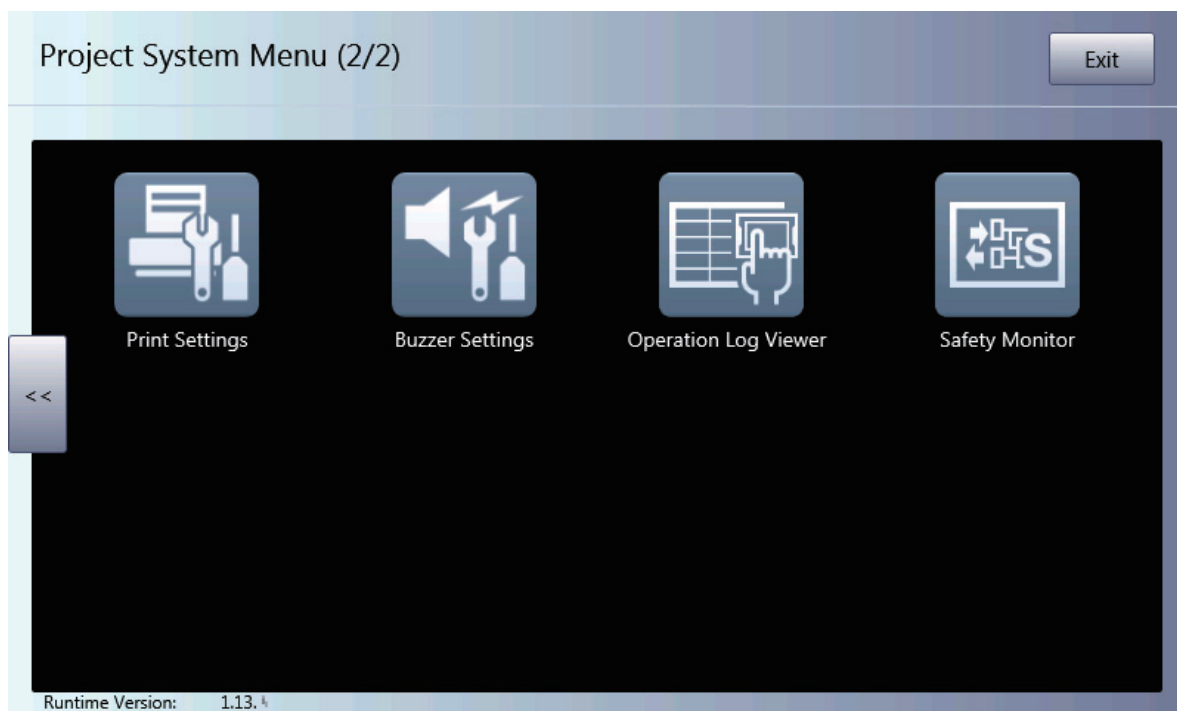 Project System Menu (2/2)
Exit
Print Settings
Buzzer Settings
Operation Log Viewer
S
Safety Monitor
<<
Runtime Version: 1.13.